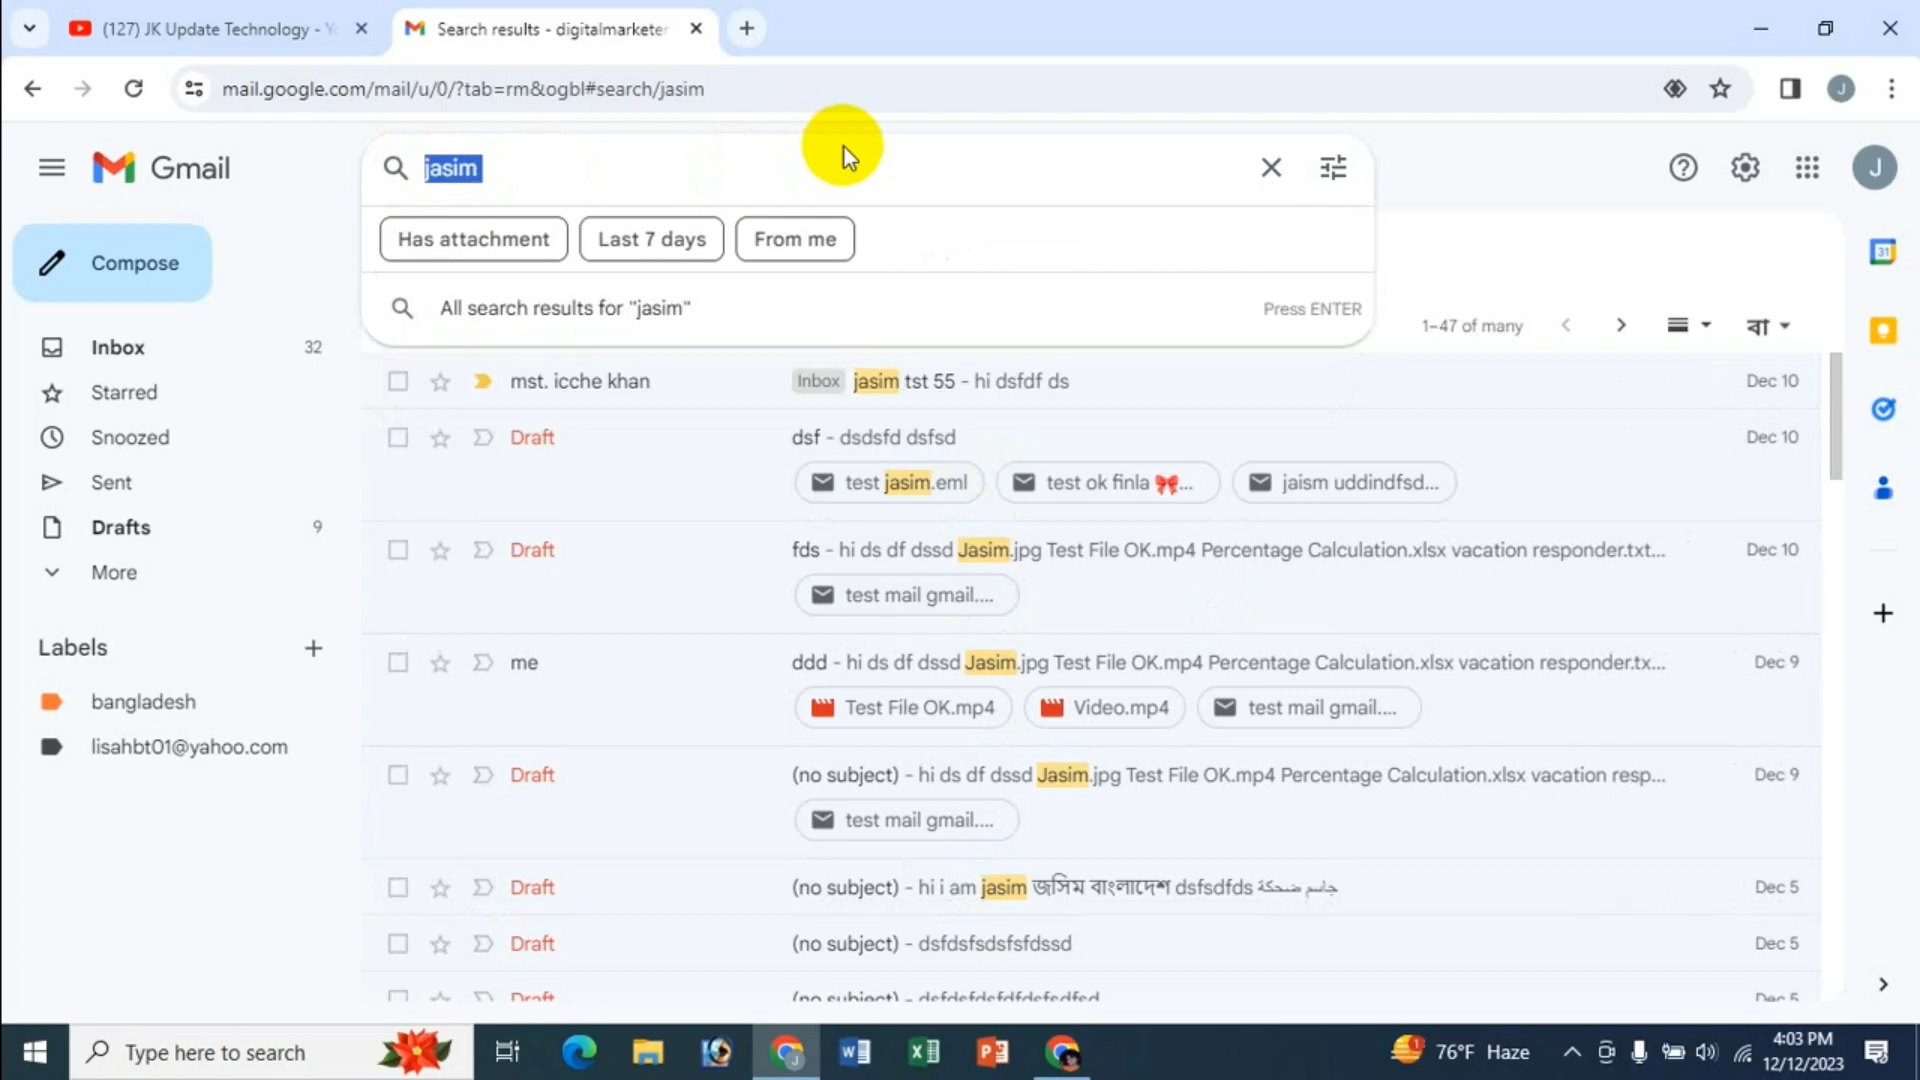 (127) JK Update Technology - Y
Search results - digitalmarketer
mail.google.com/mail/u/0/?tab=rm&ogbl#search/jasim
J
Gmail
jasim
J
Has attachment
Last 7 days
From me
Compose
All search results for "jasim"
Press ENTER
1–47 of many
বা
31
Inbox 32
Starred
Snoozed
Sent
Drafts 9
More
Labels
bangladesh
lisahbt01@yahoo.com
mst. icche khan Inbox jasim tst 55 - hi dsfdf ds Dec 10
Draft dsf - dsdsfd dsfsd Dec 10
test jasim.eml test ok finla 🎀... jaism uddindfsd...
Draft fds - hi ds df dssd Jasim.jpg Test File OK.mp4 Percentage Calculation.xlsx vacation responder.txt... Dec 10
test mail gmail....
me ddd - hi ds df dssd Jasim.jpg Test File OK.mp4 Percentage Calculation.xlsx vacation responder.tx... Dec 9
Test File OK.mp4 Video.mp4 test mail gmail....
Draft (no subject) - hi ds df dssd Jasim.jpg Test File OK.mp4 Percentage Calculation.xlsx vacation resp... Dec 9
test mail gmail....
Draft (no subject) - hi i am jasim জসিম বাংলাদেশ dsfsdfds جاسم ضحكة Dec 5
Draft (no subject) - dsfdsfsdsfsfdssd Dec 5
Draft (no subject) - Dec 5
Type here to search
76°F Haze
4:03 PM
12/12/2023